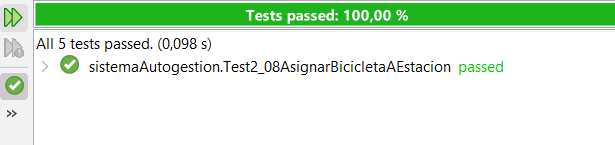 Tests passed: 100,00 %
All 5 tests passed. (0,098 s)
sistemaAutogestion.Test2_08AsignarBicicletaAEstacion passed